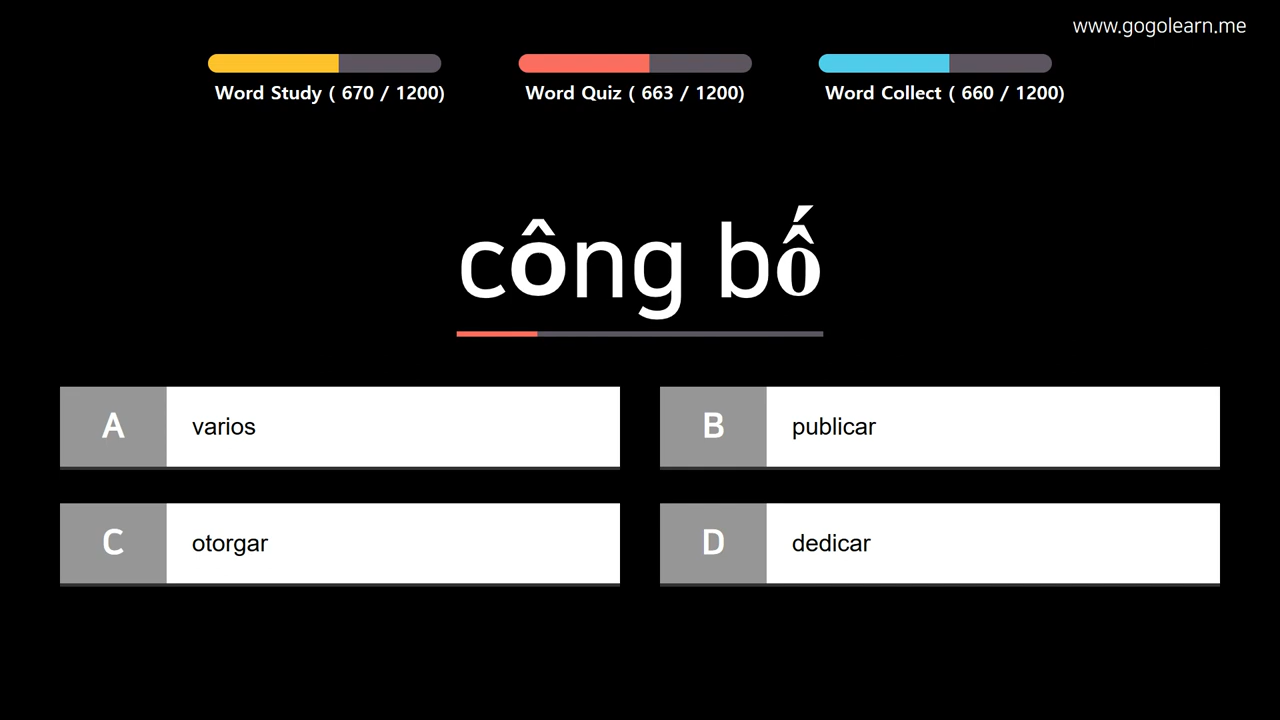 www.gogolearn.me
Word Study ( 670 / 1200)
Word Quiz ( 663 / 1200)
Word Collect ( 660 / 1200)
công bố
A varios
B publicar
C otorgar
D dedicar